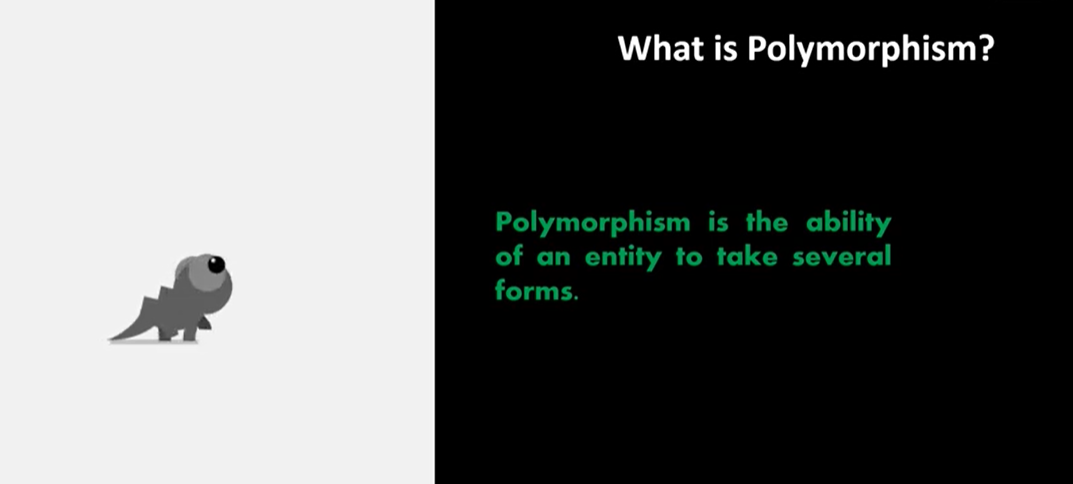 What is Polymorphism?
Polymorphism is the ability
of an entity to take several
forms.